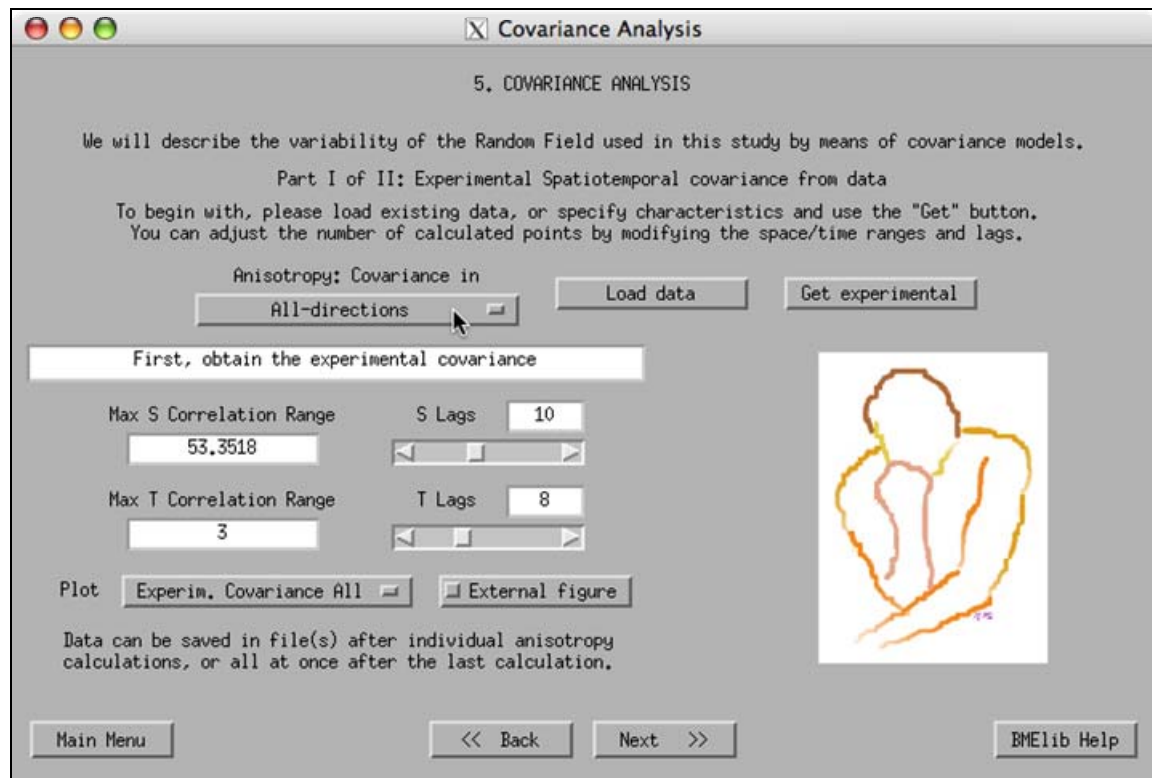 X Covariance Analysis
5. COVARIANCE ANALYSIS
We will describe the variability of the Random Field used in this study by means of covariance models.
Part I of II: Experimental Spatiotemporal covariance from data
To begin with, please load existing data, or specify characteristics and use the "Get" button.
You can adjust the number of calculated points by modifying the space/time ranges and lags.
Anisotropy: Covariance in
All-directions
Load data
Get experimental
First, obtain the experimental covariance
Max S Correlation Range
S Lags
10
53.3518
Max T Correlation Range
T Lags
8
3
Plot
Experim. Covariance All
External figure
Data can be saved in file(s) after individual anisotropy
calculations, or all at once after the last calculation.
Main Menu
<< Back
Next >>
BMElib Help